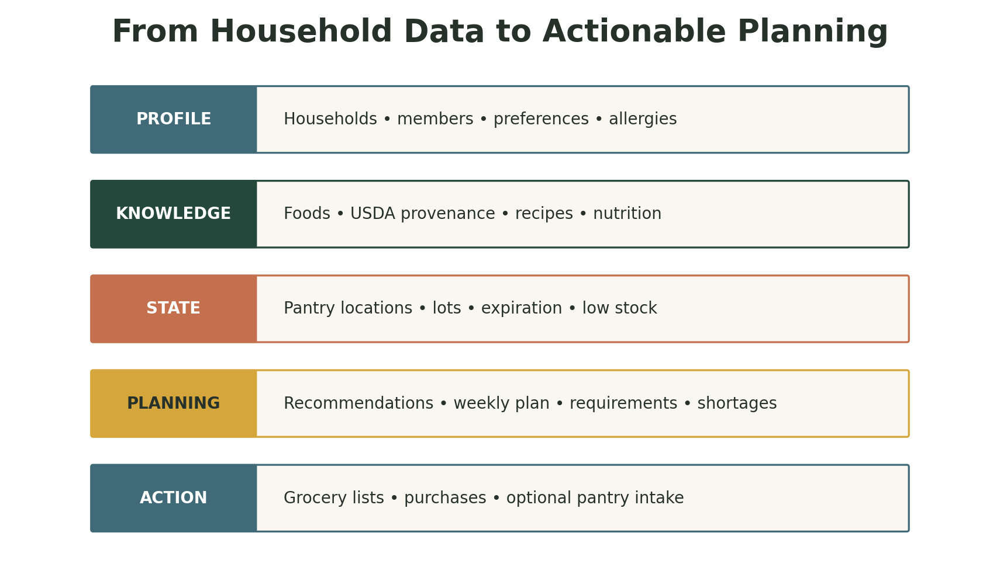 From Household Data to Actionable Planning
PROFILE
Households • members • preferences • allergies
KNOWLEDGE
Foods • USDA provenance • recipes • nutrition
STATE
Pantry locations • lots • expiration • low stock
PLANNING
Recommendations • weekly plan • requirements • shortages
ACTION
Grocery lists • purchases • optional pantry intake